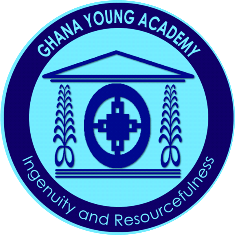 GHANA YOUNG ACADEMY
Ingenuity and Resourcefulness